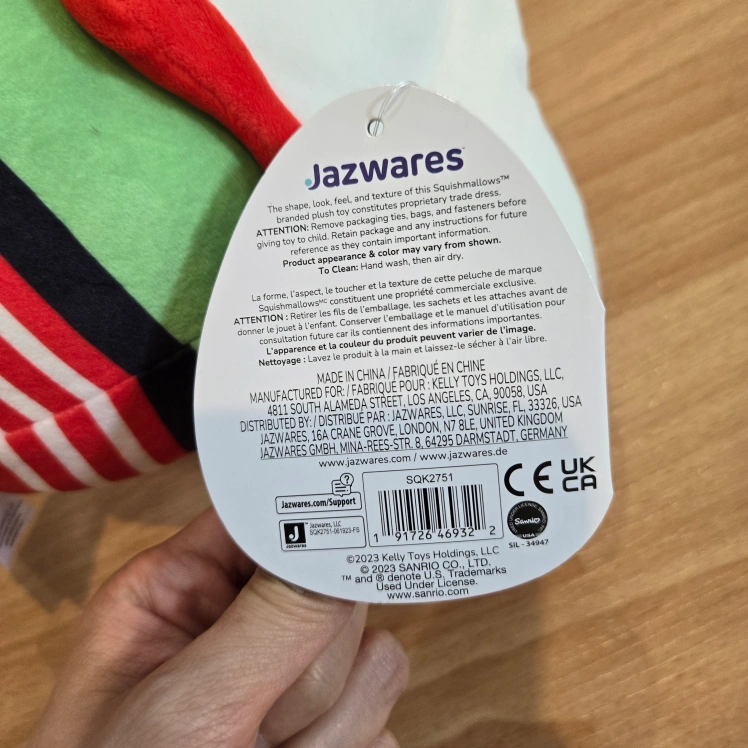 Jazwares
The shape, look, feel, and texture of this Squishmallows™
branded plush toy constitutes proprietary trade dress.
ATTENTION: Remove packaging ties, bags, and fasteners before
giving toy to child. Retain package and any instructions for future
reference as they contain important information.
Product appearance & color may vary from shown.
To Clean: Hand wash, then air dry.
La forme, l'aspect, le toucher et la texture de cette peluche de marque
Squishmallowsᴹᶜ constituent une propriété commerciale exclusive.
ATTENTION : Retirer les fils de l'emballage, les sachets et les attaches avant de
donner le jouet à l'enfant. Conserver l'emballage et le manuel d'utilisation pour
consultation future car ils contiennent des informations importantes.
L'apparence et la couleur du produit peuvent varier de l'image.
Nettoyage : Lavez le produit à la main et laissez-le sécher à l'air libre.
MADE IN CHINA / FABRIQUÉ EN CHINE
MANUFACTURED FOR: / FABRIQUÉ POUR : KELLY TOYS HOLDINGS, LLC,
4811 SOUTH ALAMEDA STREET, LOS ANGELES, CA, 90058, USA
DISTRIBUTED BY: / DISTRIBUÉ PAR : JAZWARES, LLC, SUNRISE, FL, 33326, USA
JAZWARES, 16A CRANE GROVE, LONDON, N7 8LE, UNITED KINGDOM
JAZWARES GMBH, MINA-REES-STR. 8, 64295 DARMSTADT, GERMANY
www.jazwares.com / www.jazwares.de
Jazwares.com/Support
Jazwares
Jazwares, LLC
SQK2751-061923-FS
SQK2751
1 91726 46932 2
CE UK CA
Sanrio
USA
SIL - 34947
©2023 Kelly Toys Holdings, LLC
© 2023 SANRIO CO., LTD.
™ and ® denote U.S. Trademarks
Used Under License.
www.sanrio.com